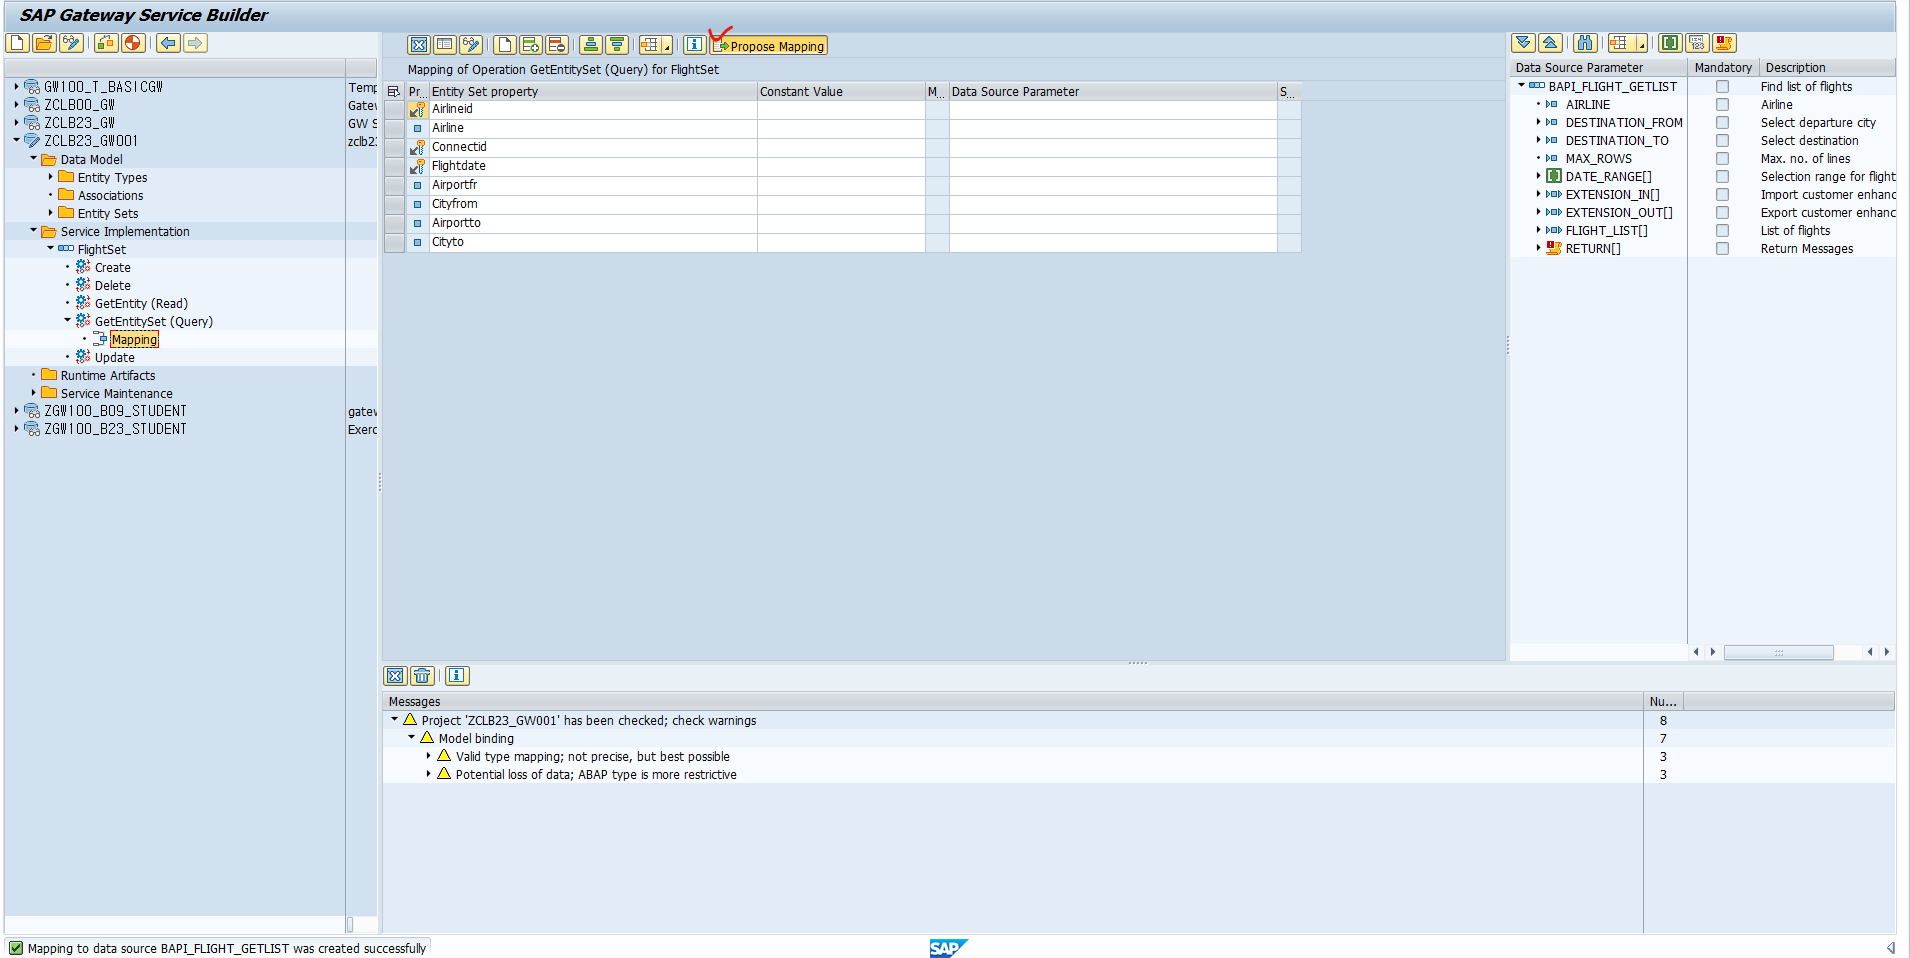 SAP Gateway Service Builder
GW100_T_BASICGW Temp
ZCLB00_GW Gatew
ZCLB23_GW GW S
ZCLB23_GW001 zclb23
Data Model
Entity Types
Associations
Entity Sets
Service Implementation
FlightSet
Create
Delete
GetEntity (Read)
GetEntitySet (Query)
Mapping
Update
Runtime Artifacts
Service Maintenance
ZGW100_B09_STUDENT gatew
ZGW100_B23_STUDENT Exerc
Propose Mapping
Mapping of Operation GetEntitySet (Query) for FlightSet
Pr... Entity Set property Constant Value M... Data Source Parameter S...
Airlineid
Airline
Connectid
Flightdate
Airportfr
Cityfrom
Airportto
Cityto
Data Source Parameter Mandatory Description
BAPI_FLIGHT_GETLIST Find list of flights
AIRLINE Airline
DESTINATION_FROM Select departure city
DESTINATION_TO Select destination
MAX_ROWS Max. no. of lines
DATE_RANGE[] Selection range for flight
EXTENSION_IN[] Import customer enhanc
EXTENSION_OUT[] Export customer enhanc
FLIGHT_LIST[] List of flights
RETURN[] Return Messages
Messages Nu...
Project 'ZCLB23_GW001' has been checked; check warnings 8
Model binding 7
Valid type mapping; not precise, but best possible 3
Potential loss of data; ABAP type is more restrictive 3
Mapping to data source BAPI_FLIGHT_GETLIST was created successfully
SAP